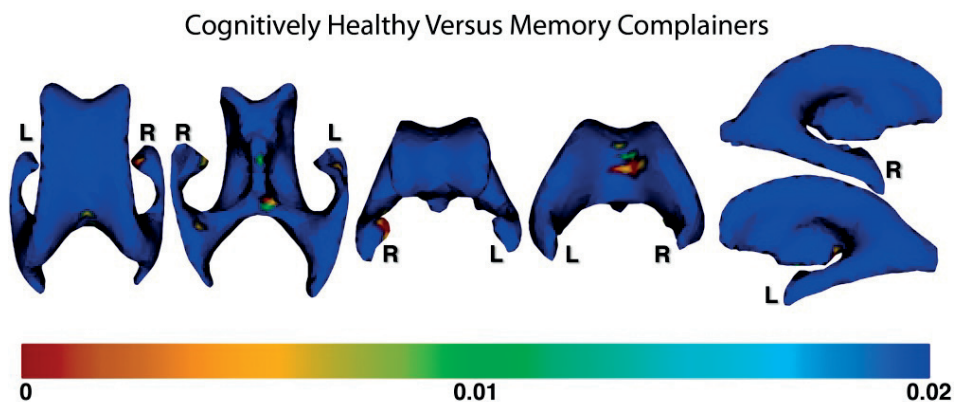 Cognitively Healthy Versus Memory Complainers
L R R L
R L L R
R
L
0 0.01 0.02